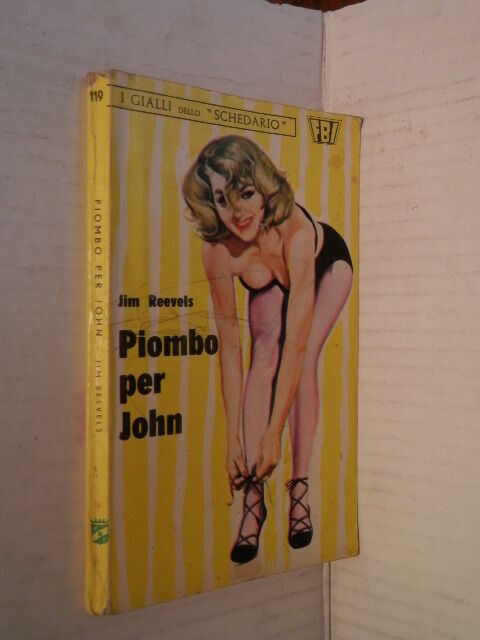 119
PIOMBO PER JOHN - JIM REEVELS
I GIALLI DELLO "SCHEDARIO"
FBI
Jim Reevels
Piombo
per
John